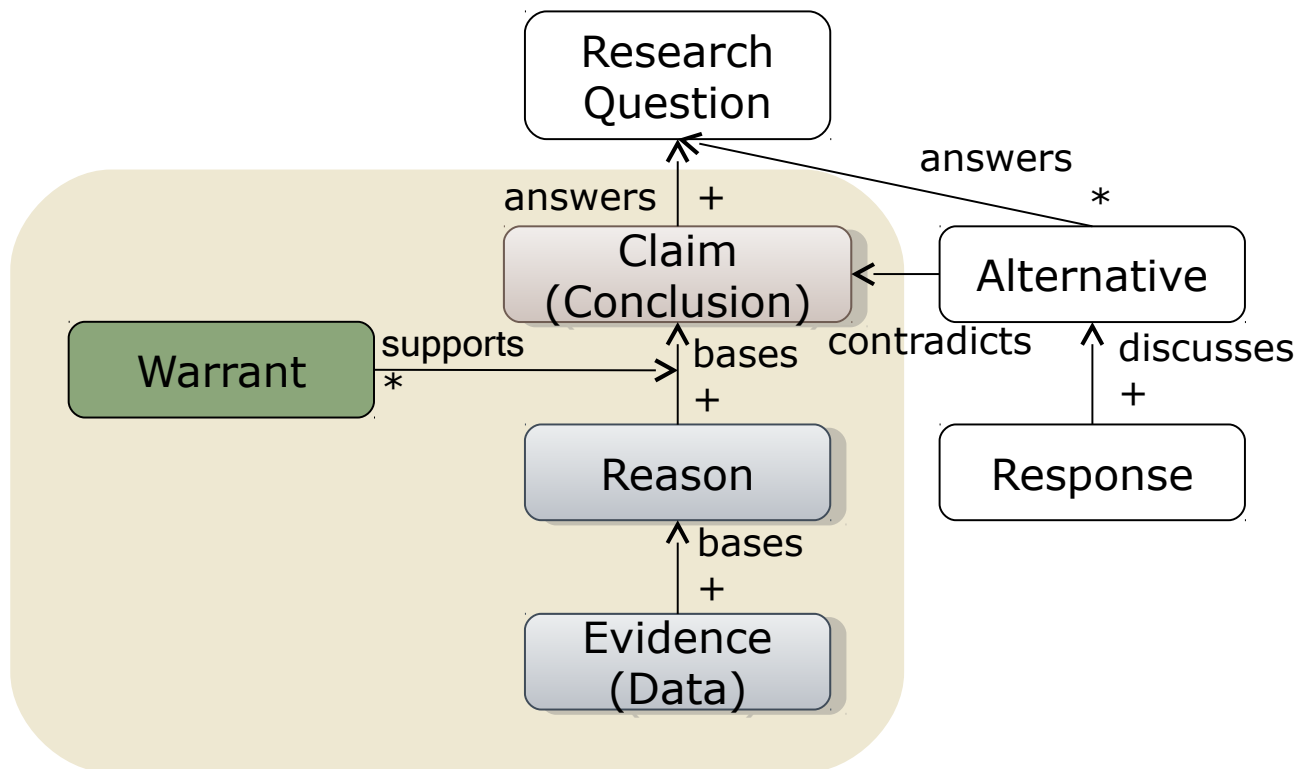 Research
Question
answers
*
answers +
Claim
(Conclusion)
Alternative
supports
*
Warrant
bases
+
contradicts
discusses
+
Reason
Response
bases
+
Evidence
(Data)